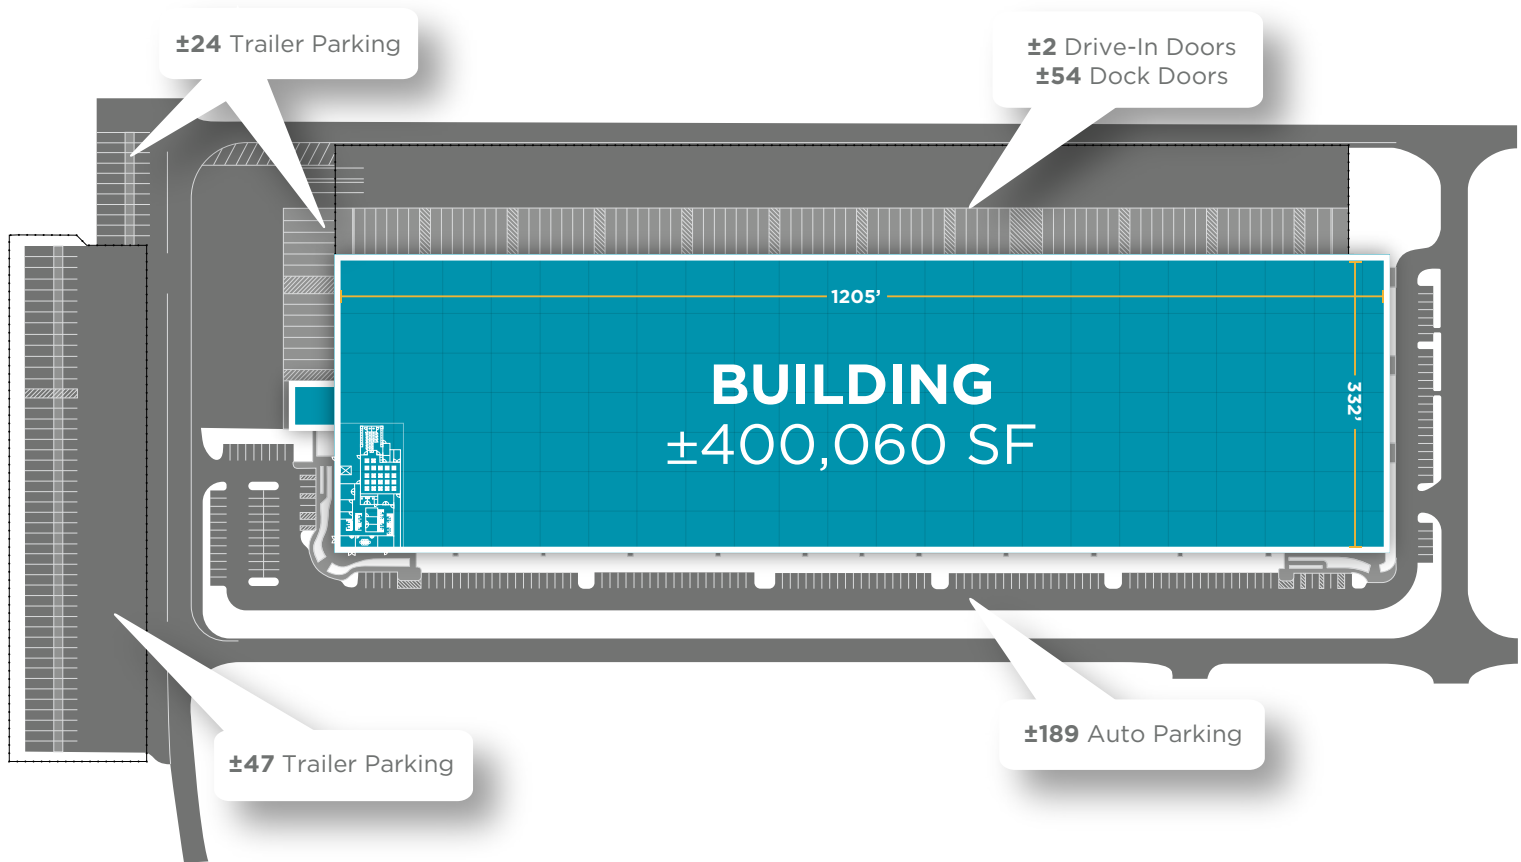 ±24 Trailer Parking
±2 Drive-In Doors
±54 Dock Doors
1205’
BUILDING
±400,060 SF
332’
±189 Auto Parking
±47 Trailer Parking